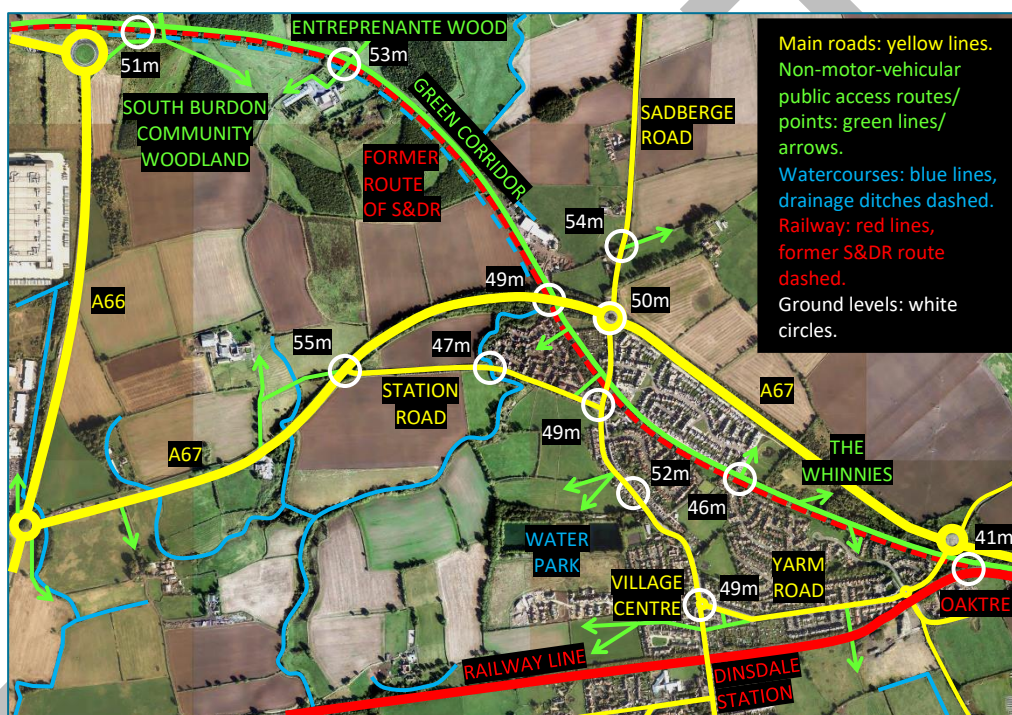 ENTREPRENANTE WOOD
51m
53m
SOUTH BURDON
COMMUNITY
WOODLAND
GREEN CORRIDOR
FORMER
ROUTE
OF S&DR
SADBERGE
ROAD
Main roads: yellow lines.
Non-motor-vehicular
public access routes/
points: green lines/
arrows.
Watercourses: blue lines,
drainage ditches dashed.
Railway: red lines,
former S&DR route
dashed.
Ground levels: white
circles.
54m
49m
A66
50m
55m
47m
STATION
ROAD
A67
49m
A67
52m
46m
THE
WHINNIES
WATER
PARK
41m
VILLAGE
CENTRE
49m
YARM
ROAD
OAKTRE
RAILWAY LINE
DINSDALE
STATION